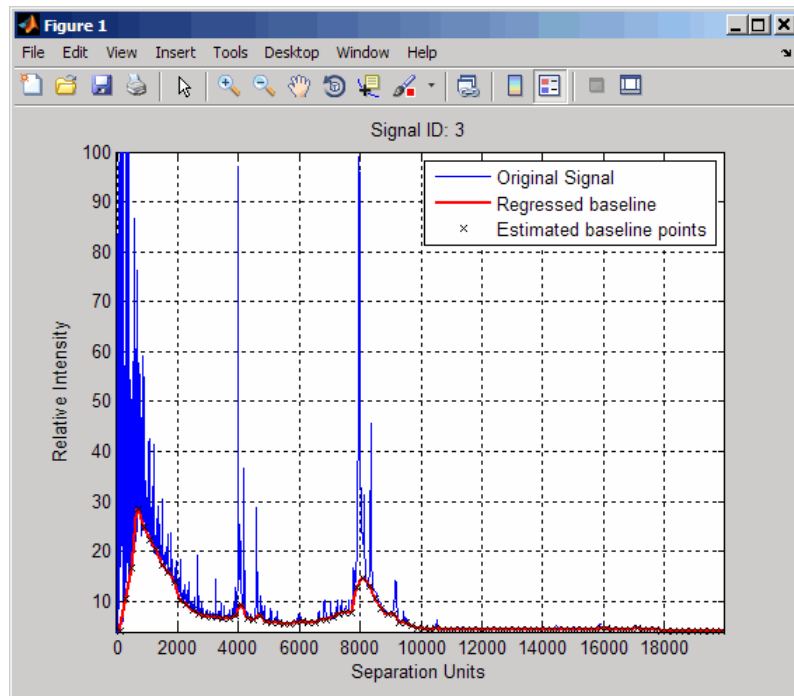 Figure 1
File Edit View Insert Tools Desktop Window Help
Signal ID: 3
100
90
80
70
60
50
40
30
20
10
Relative Intensity
Original Signal
Regressed baseline
Estimated baseline points
0 2000 4000 6000 8000 10000 12000 14000 16000 18000
Separation Units